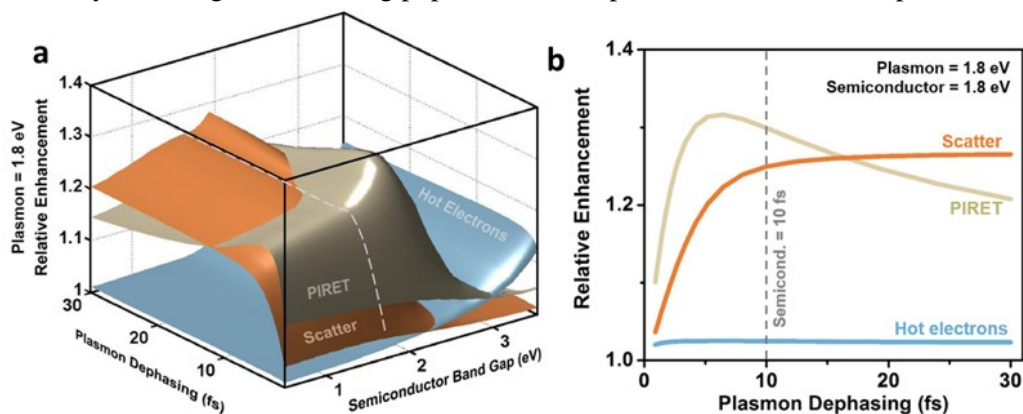 a
b
Plasmon = 1.8 eV
Relative Enhancement
1.4
1.3
1.2
1.1
1
30
20
10
Plasmon Dephasing (fs)
1
2
3
Semiconductor Band Gap (eV)
Hot Electrons
PIRET
Scatter
Relative Enhancement
1.4
1.2
1.0
0
5
10
15
20
25
30
Plasmon Dephasing (fs)
Plasmon = 1.8 eV
Semiconductor = 1.8 eV
Scatter
PIRET
Semicond. = 10 fs
Hot electrons